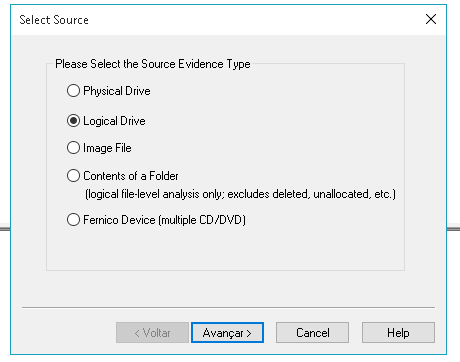 Select Source
Please Select the Source Evidence Type
Physical Drive
Logical Drive
Image File
Contents of a Folder
(logical file-level analysis only; excludes deleted, unallocated, etc.)
Fernico Device (multiple CD/DVD)
< Voltar
Avançar >
Cancel
Help